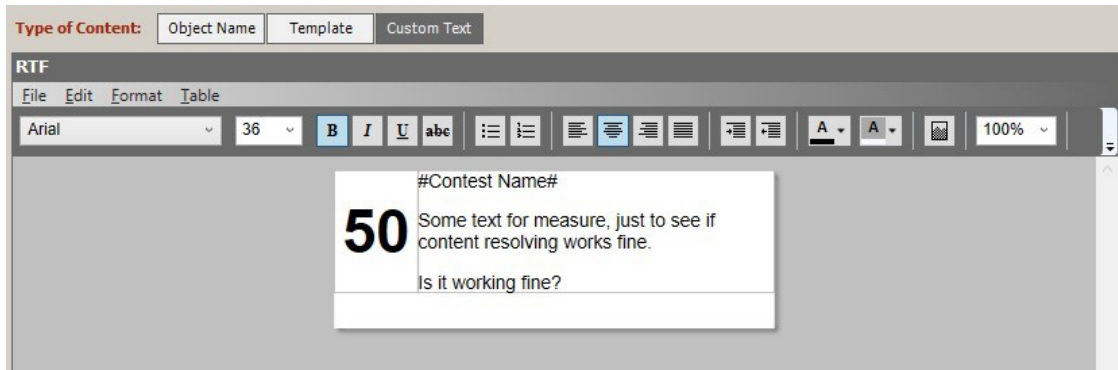 Type of Content: Object Name Template Custom Text
RTF
File Edit Format Table
Arial 36 B I U abc A A 100%
#Contest Name#
50
Some text for measure, just to see if
content resolving works fine.
Is it working fine?